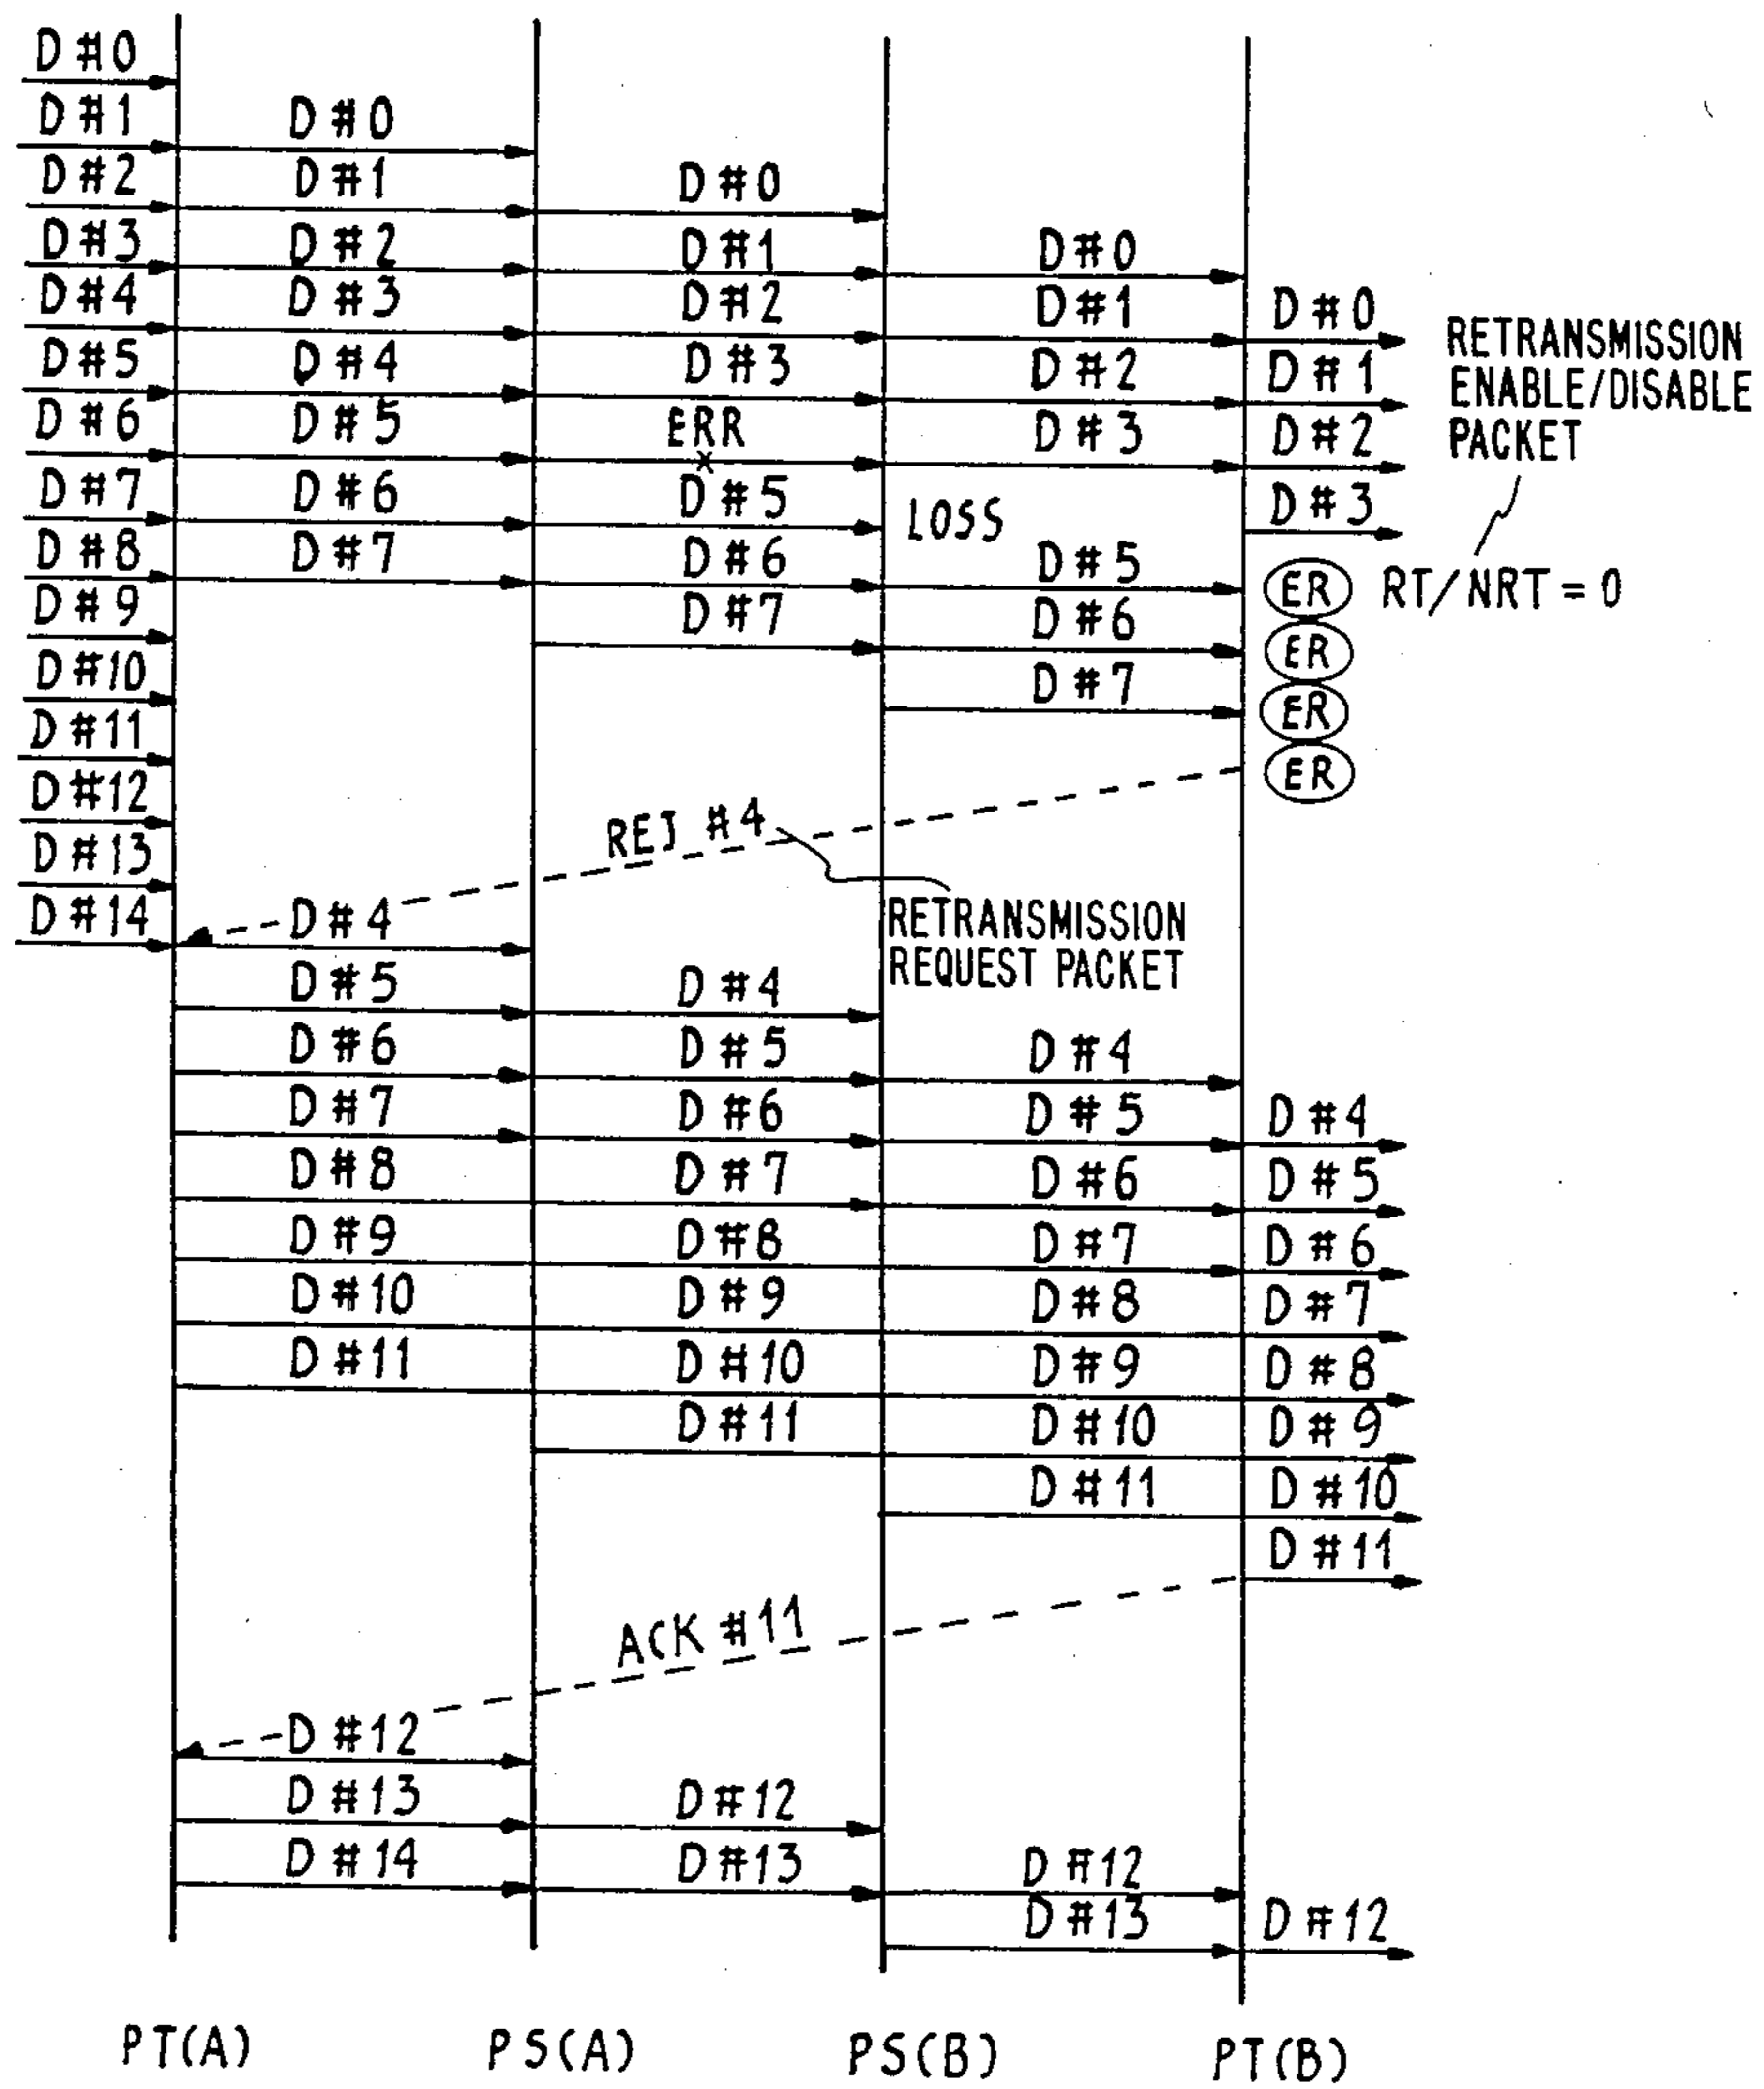 D #0
D #1 D #0
D #2 D #1 D #0
D #3 D #2 D #1 D #0
D #4 D #3 D #2 D #1 D #0
D #5 D #4 D #3 D #2 D #1
D #6 D #5 ERR D #3 D #2
x
RETRANSMISSION
ENABLE/DISABLE
PACKET
D #7 D #6 D #5 LOSS D #3
D #8 D #7 D #6 D #5 ER RT/NRT = 0
D #9 D #7 D #6 ER
D #10 D #7 ER
D #11 ER
D #12
REJ #4
D #13
D #14 D #4
RETRANSMISSION
REQUEST PACKET
D #5 D #4
D #6 D #5 D #4
D #7 D #6 D #5 D #4
D #8 D #7 D #6 D #5
D #9 D #8 D #7 D #6
D #10 D #9 D #8 D #7
D #11 D #10 D #9 D #8
D #11 D #10 D #9
D #11 D #10
D #11
ACK #11
D #12
D #13 D #12
D #14 D #13 D #12
D #13 D #12
PT(A) PS(A) PS(B) PT(B)